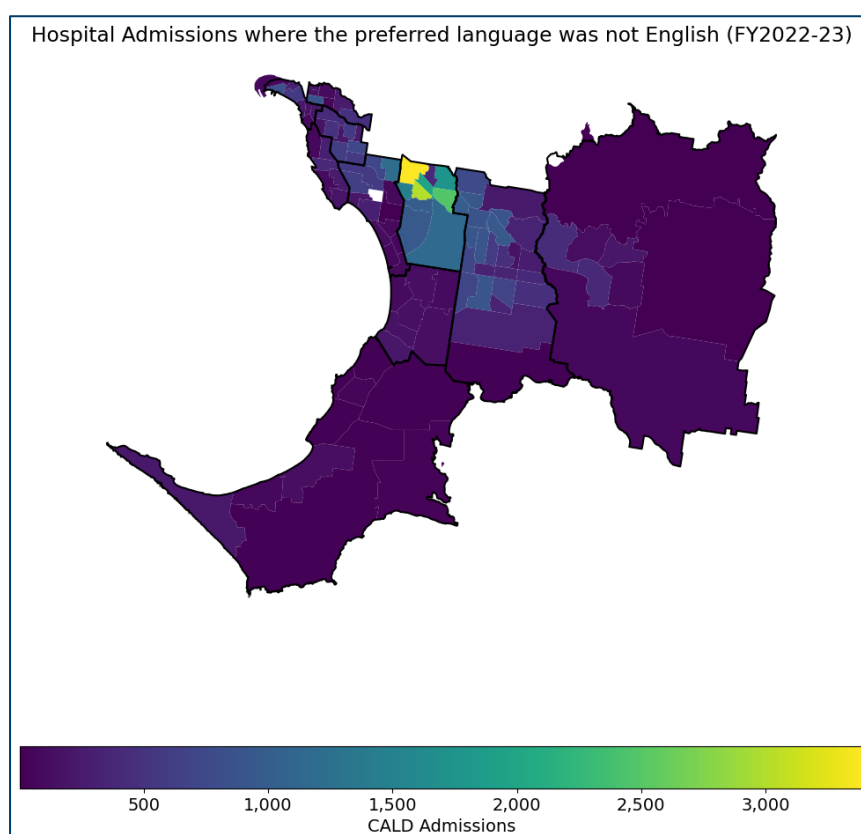 Hospital Admissions where the preferred language was not English (FY2022-23)
500 1,000 1,500 2,000 2,500 3,000
CALD Admissions